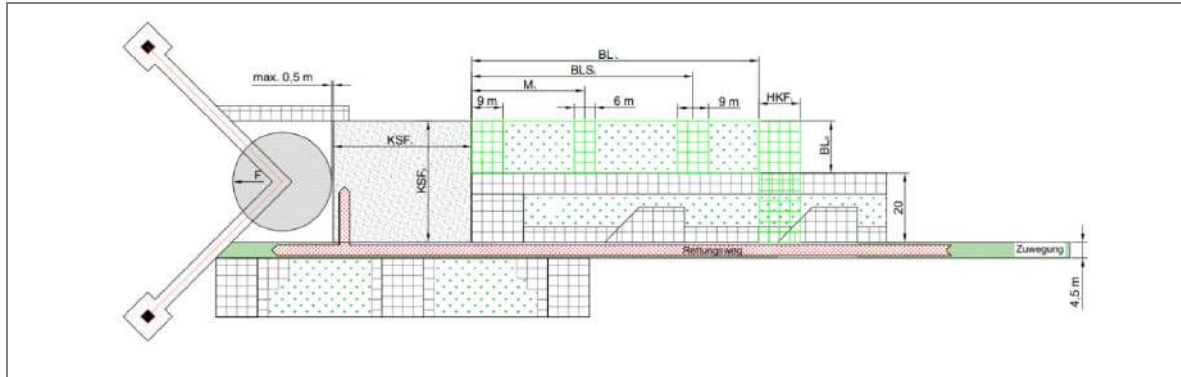 BL
BLS
max. 0,5 m
M
9 m
6 m
9 m
HKF
KSF
KSF
BL
F
20
Rettungsweg
Zuwegung
4,5 m